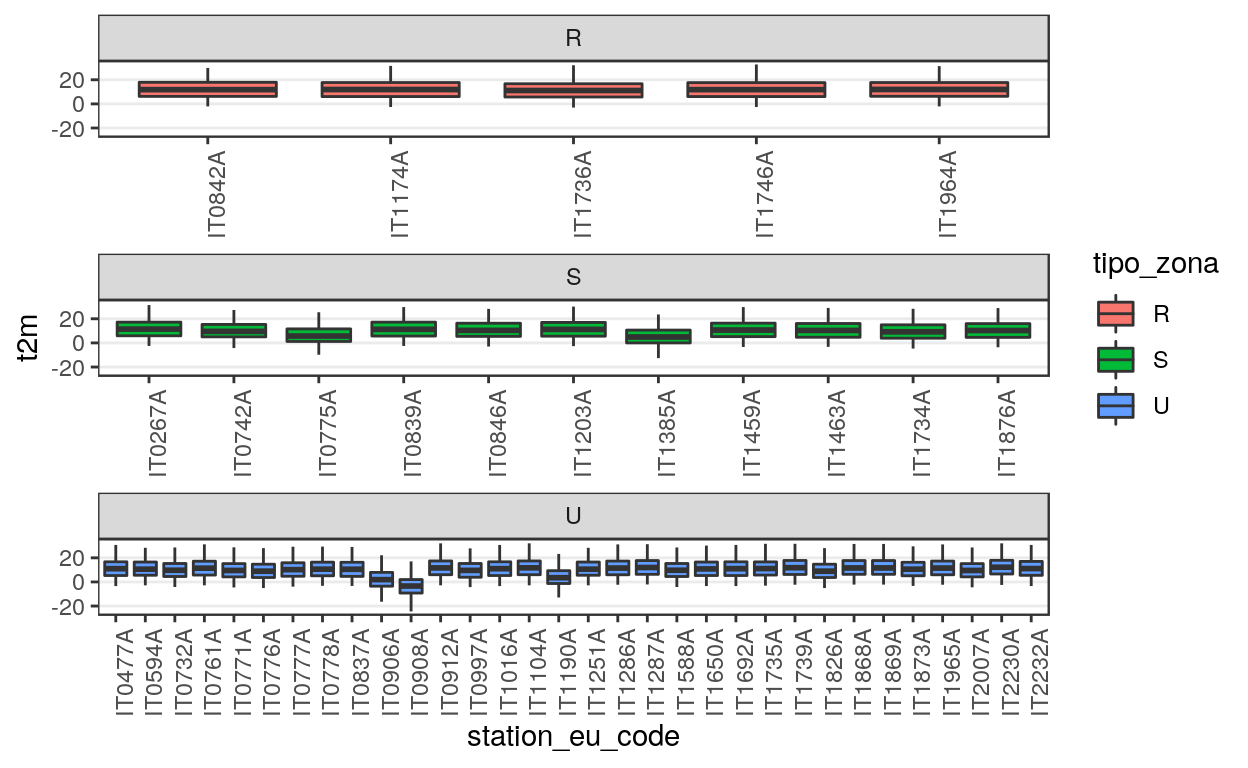 R
20
0
-20
IT0842A IT1174A IT1736A IT1746A IT1964A
S
20
0
-20
IT0267A IT0742A IT0775A IT0839A IT0846A IT1203A IT1385A IT1459A IT1463A IT1734A IT1876A
U
20
0
-20
IT0477A IT0594A IT0732A IT0761A IT0771A IT0776A IT0777A IT0778A IT0837A IT0906A IT0908A IT0912A IT0997A IT1016A IT1104A IT1190A IT1251A IT1286A IT1287A IT1588A IT1650A IT1692A IT1735A IT1739A IT1826A IT1868A IT1869A IT1873A IT1965A IT2007A IT2230A IT2232A
station_eu_code
t2m
tipo_zona
R
S
U